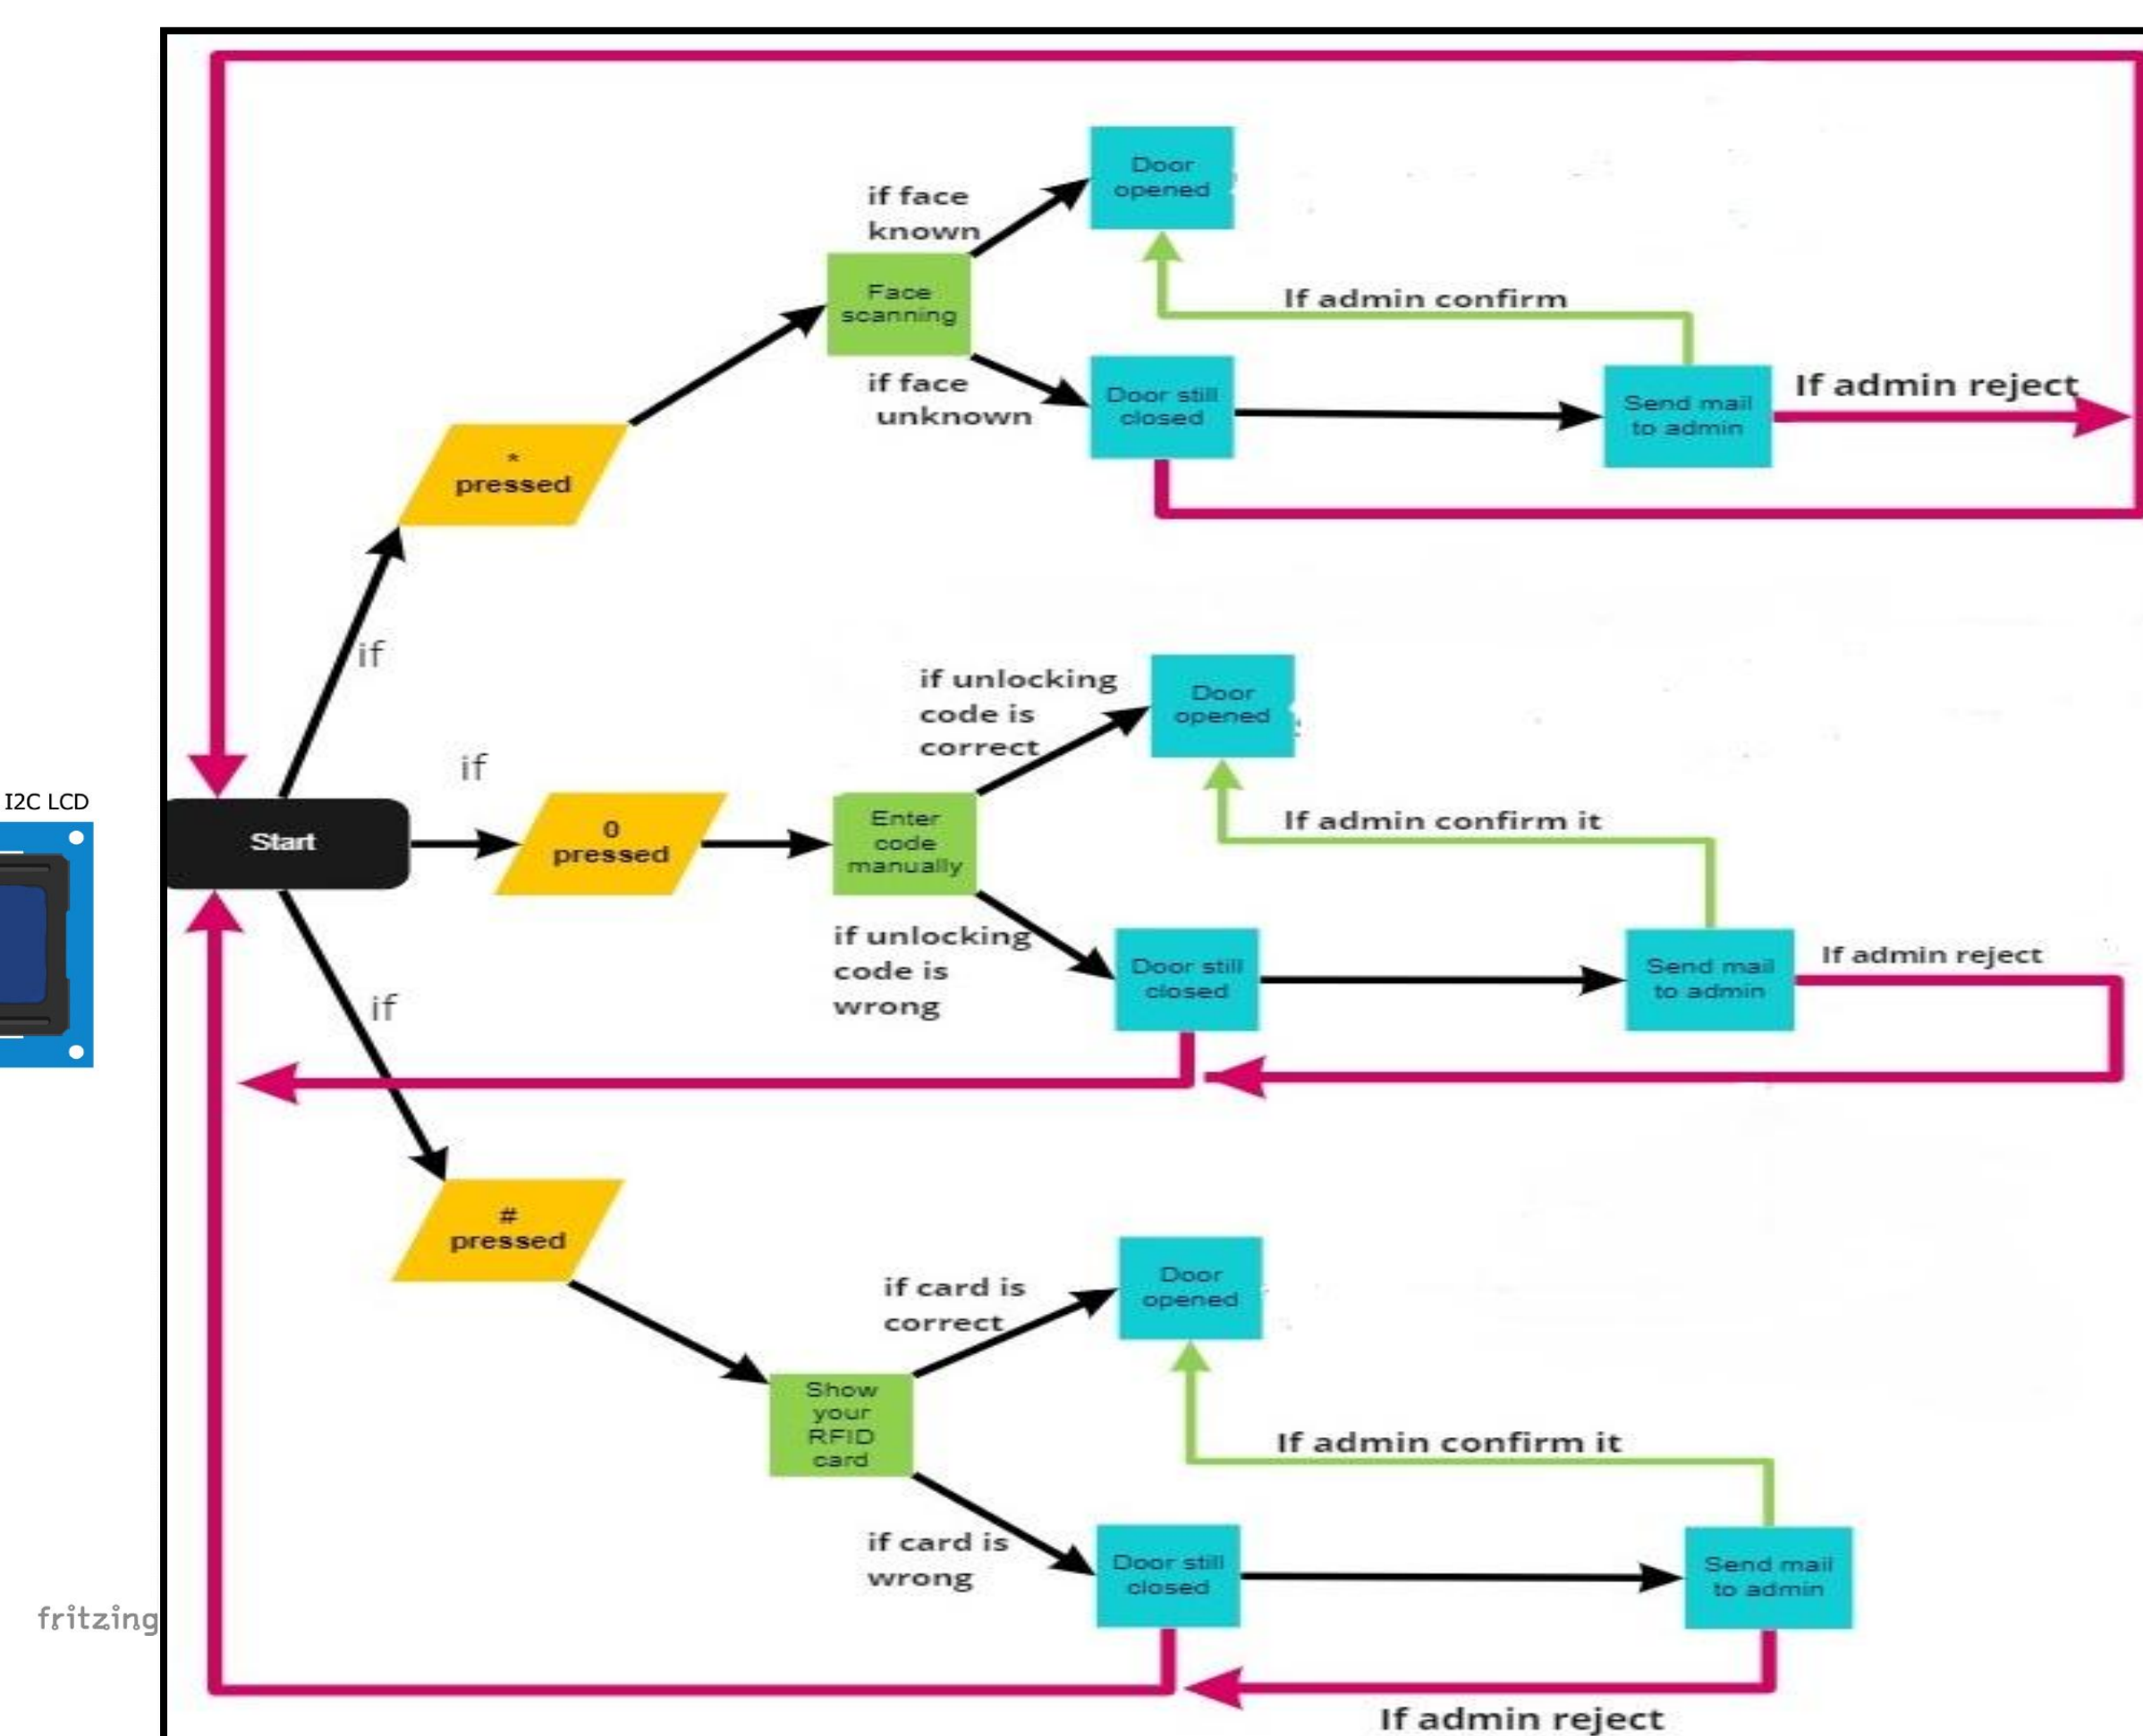 Door
opened
if face
known
Face
scanning
If admin confirm
if face
unknown
Door still
closed
Send mail
to admin
If admin reject
*
pressed
if
if unlocking
code is
correct
Door
opened
if
I2C LCD
Start
0
pressed
Enter
code
manually
If admin confirm it
if unlocking
code is
wrong
Door still
closed
Send mail
to admin
If admin reject
if
#
pressed
if card is
correct
Door
opened
Show
your
RFID
card
If admin confirm it
if card is
wrong
Door still
closed
Send mail
to admin
fritzing
If admin reject